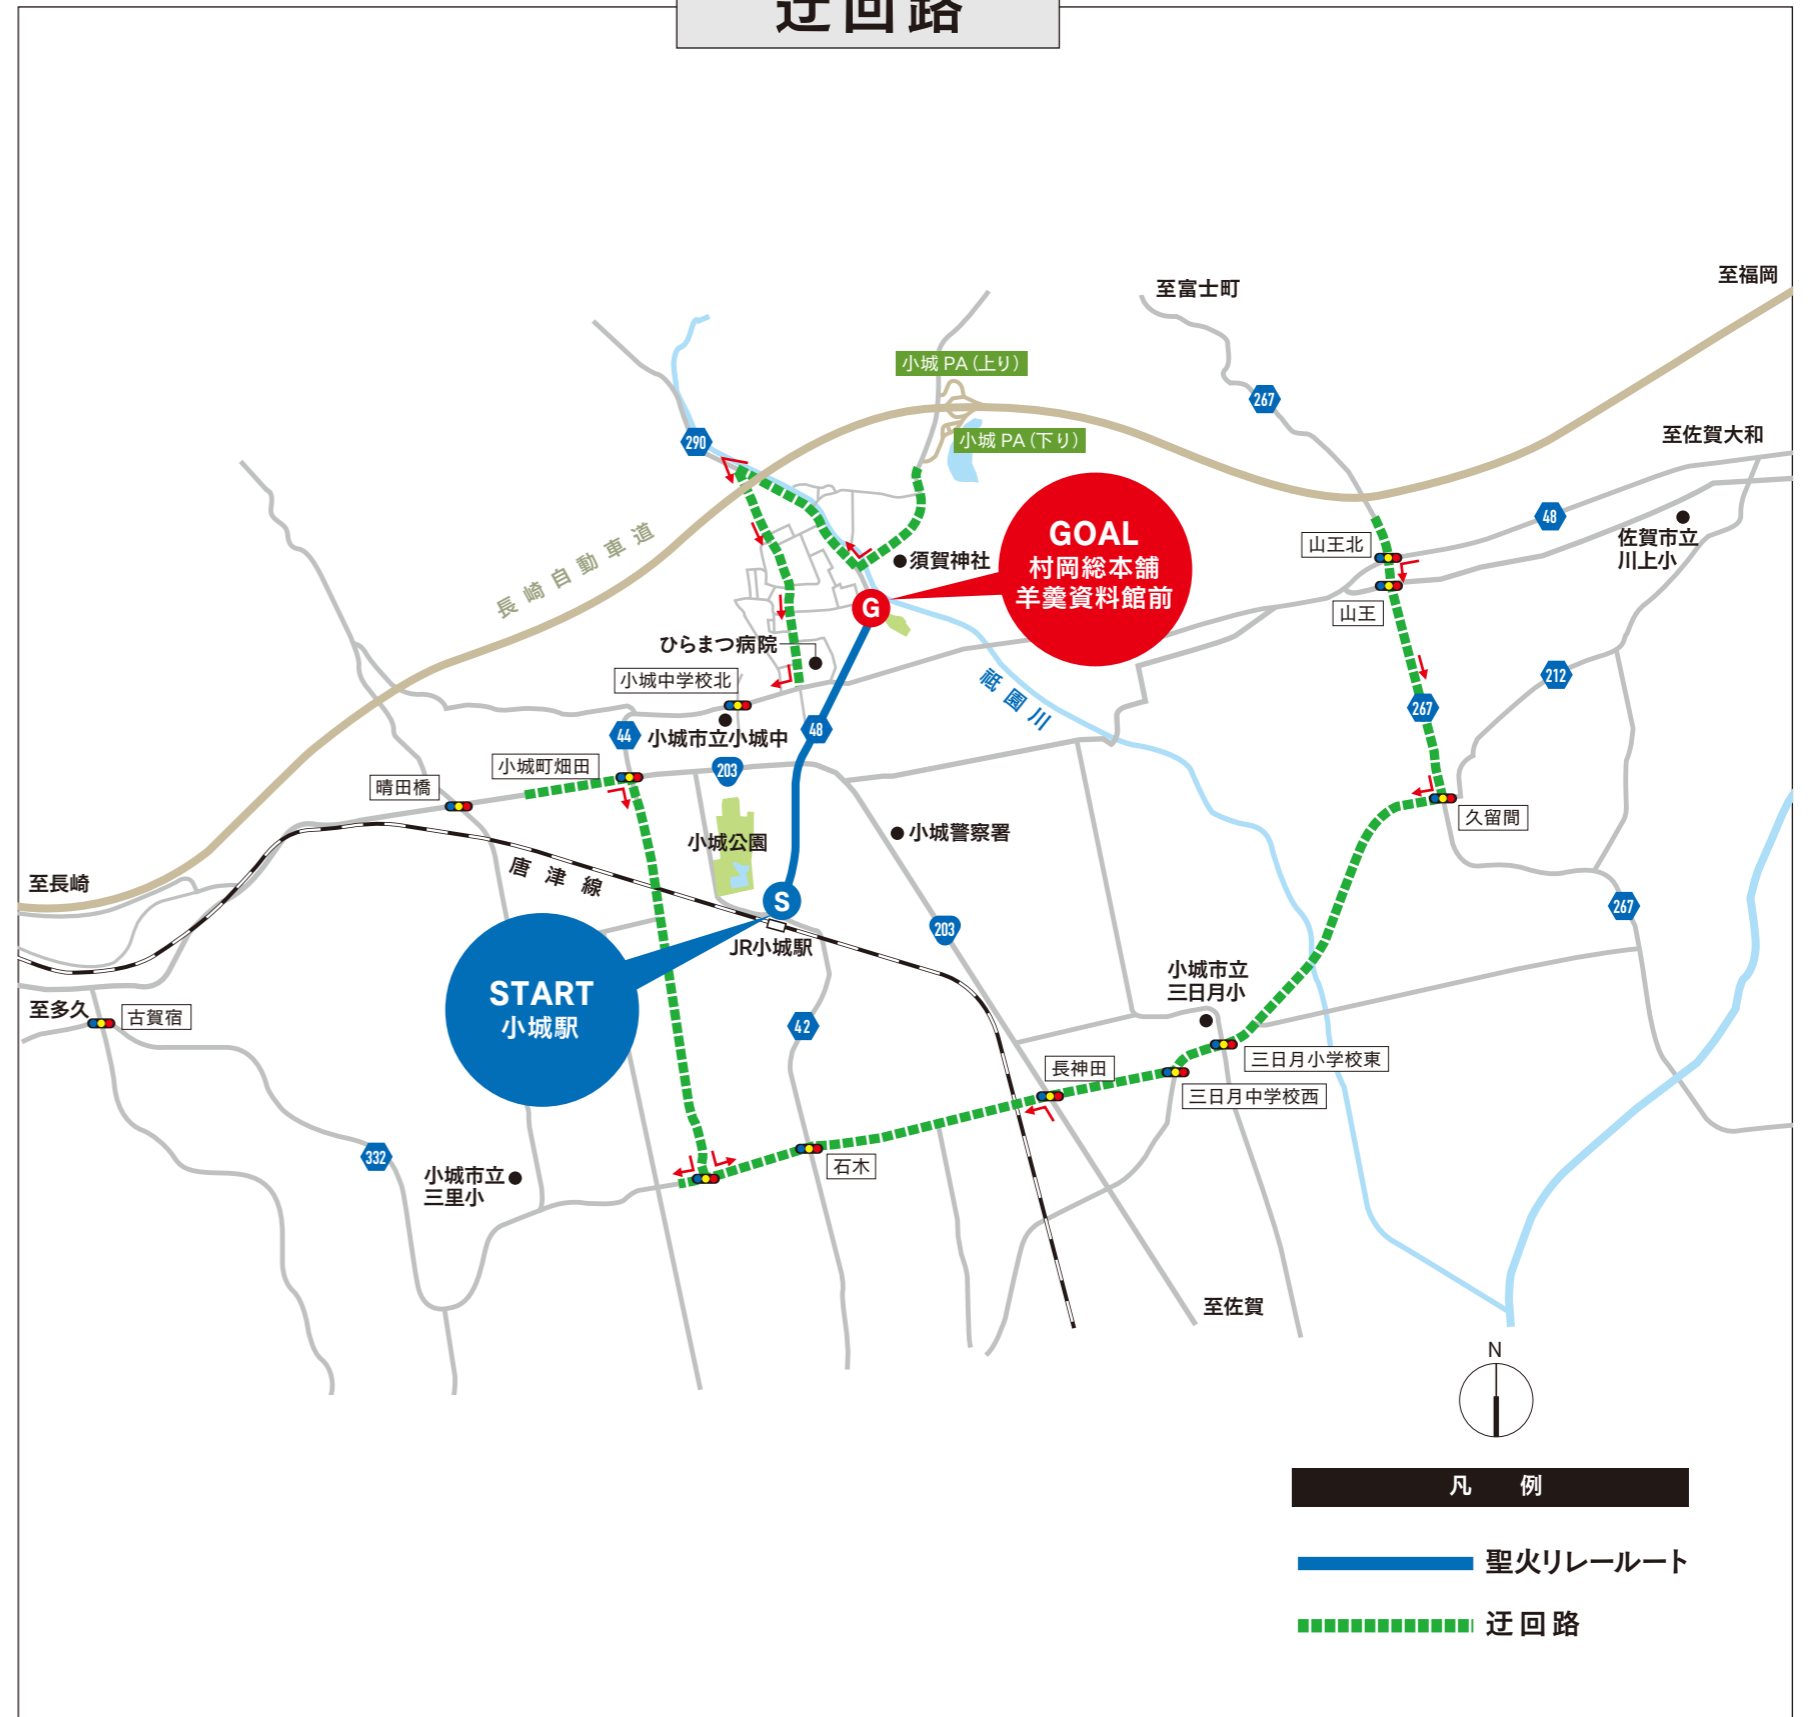 迂回路
至福岡
至富士町
小城 PA（上り）
267
至佐賀大和
290
小城 PA（下り）
48
長崎自動車道
GOAL
村岡総本舗
羊羹資料館前
佐賀市立
川上小
山王北
須賀神社
山王
G
ひらまつ病院
小城中学校北
祗園川
212
267
48
44
小城市立小城中
203
小城町畑田
晴田橋
久留間
小城公園
小城警察署
唐津線
至長崎
S
267
203
JR小城駅
START
小城駅
小城市立
三日月小
至多久
古賀宿
42
長神田
三日月小学校東
三日月中学校西
332
石木
小城市立
三里小
至佐賀
N
凡例
聖火リレールート
迂回路